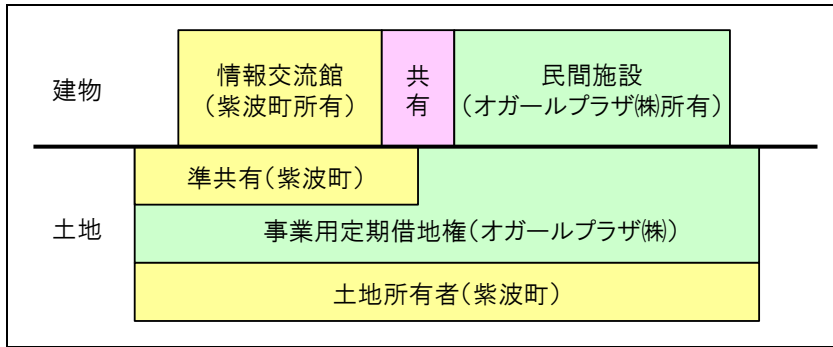 建物
情報交流館
(紫波町所有)
共
有
民間施設
(オガールプラザ㈱所有)
土地
準共有(紫波町)
事業用定期借地権(オガールプラザ㈱)
土地所有者(紫波町)